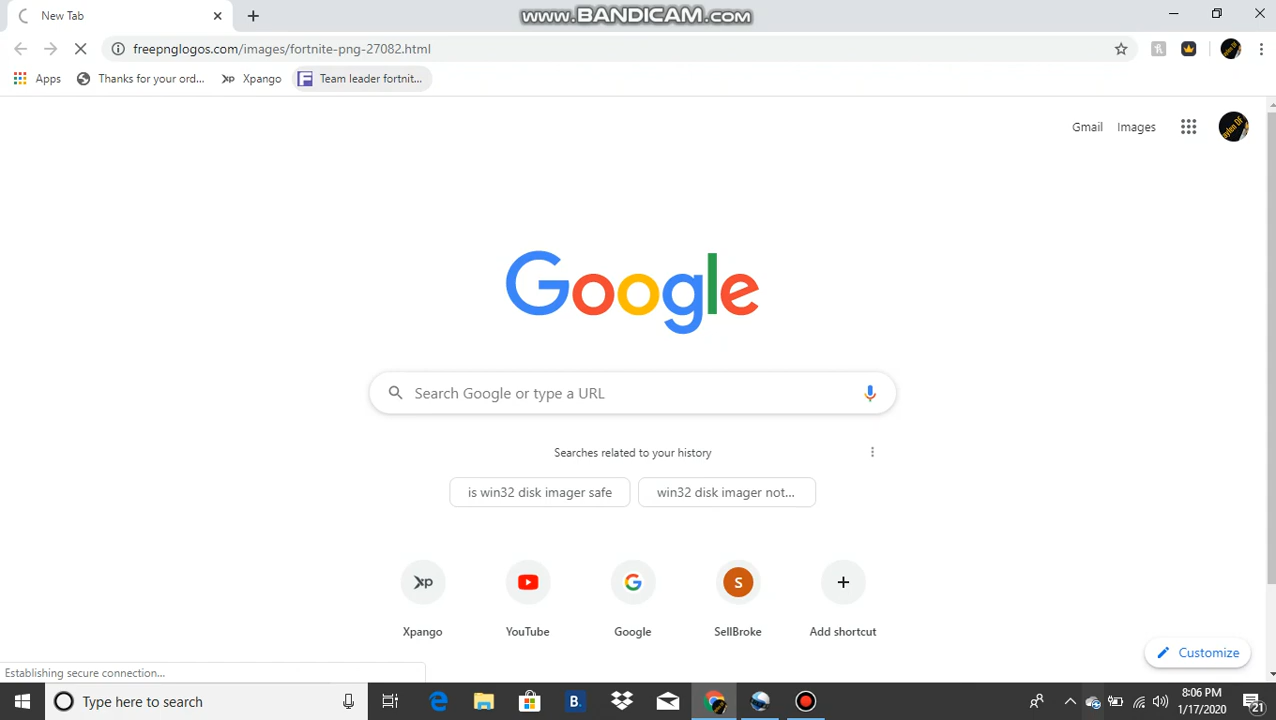 New Tab
www.BANDICAM.com
freepnglogos.com/images/fortnite-png-27082.html
Apps
Thanks for your ord...
xp Xpango
Team leader fortnit...
Gmail
Images
Google
Search Google or type a URL
Searches related to your history
is win32 disk imager safe
win32 disk imager not...
xp
S
Xpango
YouTube
Google
SellBroke
Add shortcut
Customize
Establishing secure connection...
Type here to search
B.
8:06 PM
1/17/2020
21